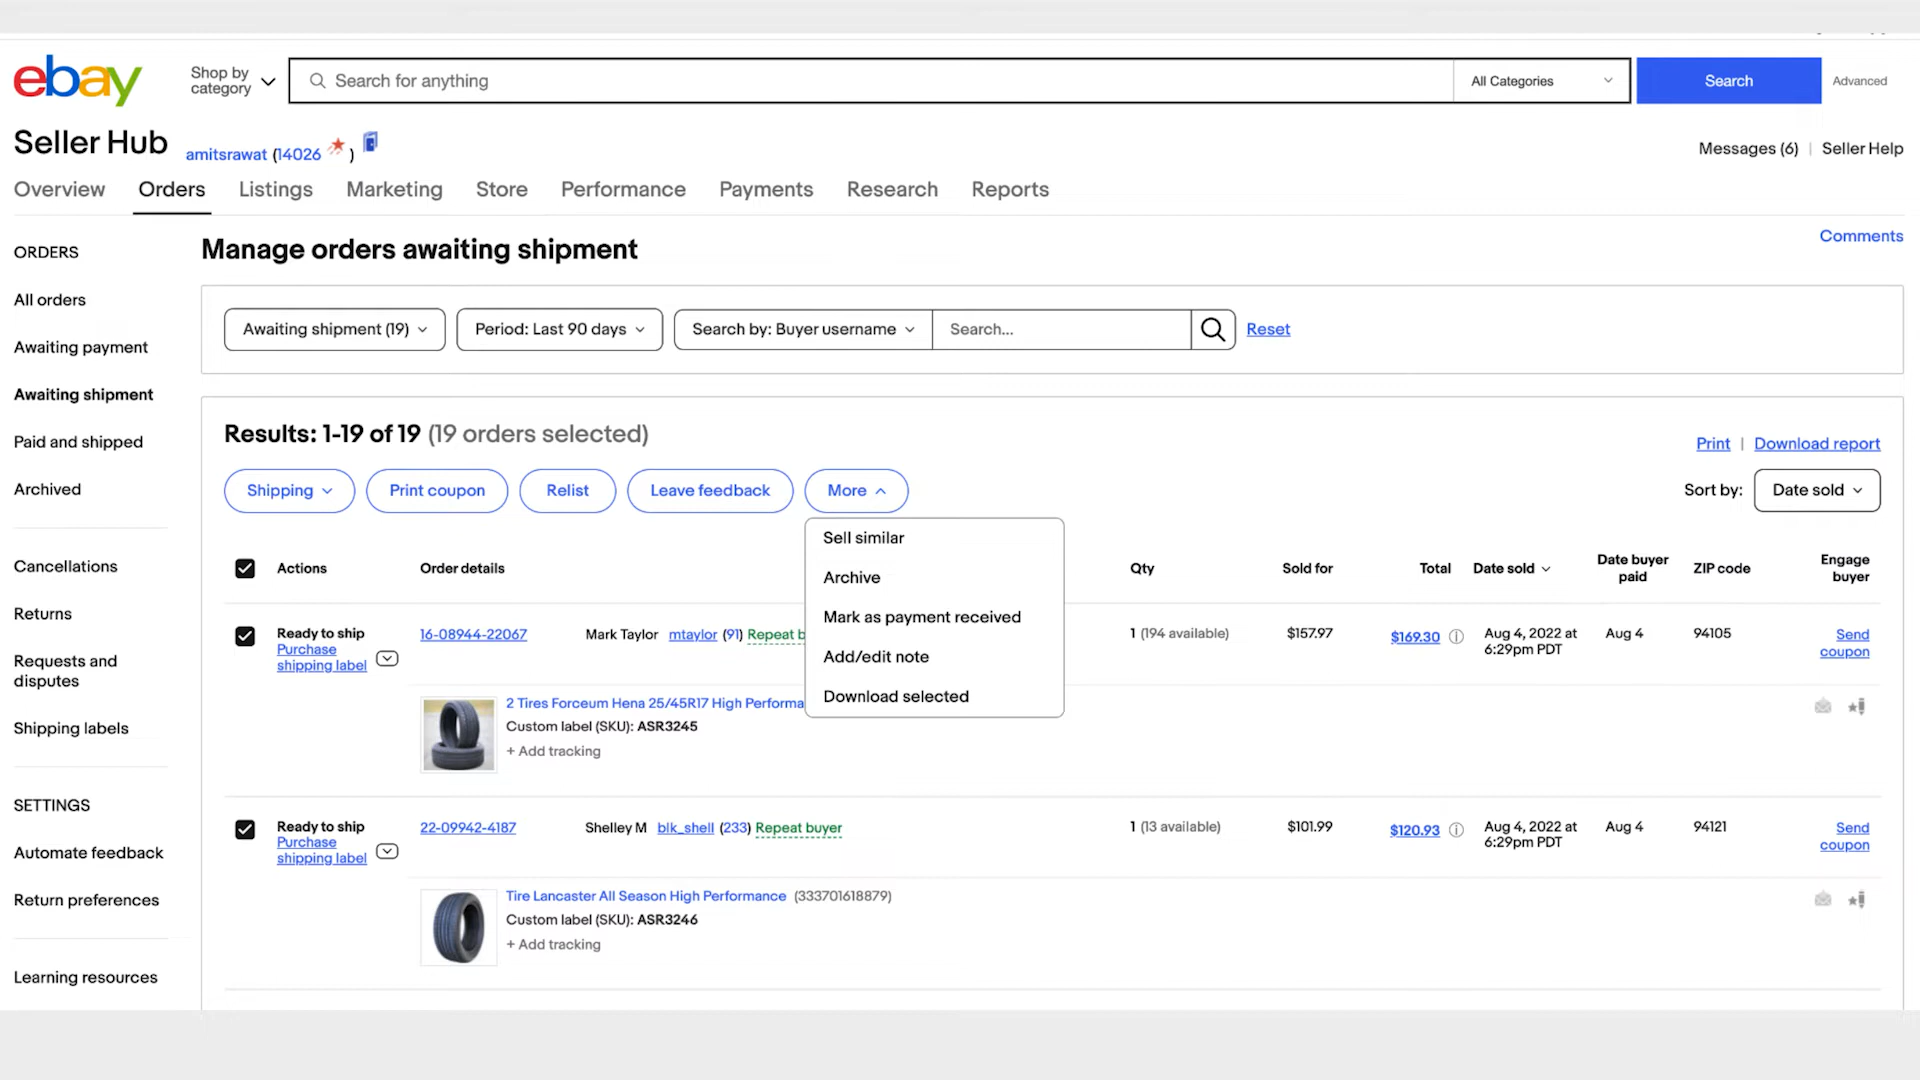 ebay
Shop by category
Search for anything
All Categories
Search
Advanced
Seller Hub
amitsrawat (14026 )
Messages (6) | Seller Help
Overview
Orders
Listings
Marketing
Store
Performance
Payments
Research
Reports
ORDERS
All orders
Awaiting payment
Awaiting shipment
Paid and shipped
Archived
Cancellations
Returns
Requests and
disputes
Shipping labels
SETTINGS
Automate feedback
Return preferences
Learning resources
Manage orders awaiting shipment
Comments
Awaiting shipment (19)
Period: Last 90 days
Search by: Buyer username
Search...
Reset
Results: 1-19 of 19 (19 orders selected)
Print | Download report
Shipping
Print coupon
Relist
Leave feedback
More
Sort by: Date sold
Sell similar
Archive
Mark as payment received
Add/edit note
Download selected
Actions
Order details
Qty
Sold for
Total
Date sold
Date buyer
paid
ZIP code
Engage
buyer
Ready to ship
Purchase
shipping label
16-08944-22067
Mark Taylor mtaylor (91) Repeat b
1 (194 available)
$157.97
$169.30
Aug 4, 2022 at
6:29pm PDT
Aug 4
94105
Send
coupon
2 Tires Forceum Hena 25/45R17 High Performa
Custom label (SKU): ASR3245
+ Add tracking
Ready to ship
Purchase
shipping label
22-09942-4187
Shelley M blk_shell (233) Repeat buyer
1 (13 available)
$101.99
$120.93
Aug 4, 2022 at
6:29pm PDT
Aug 4
94121
Send
coupon
Tire Lancaster All Season High Performance (333701618879)
Custom label (SKU): ASR3246
+ Add tracking